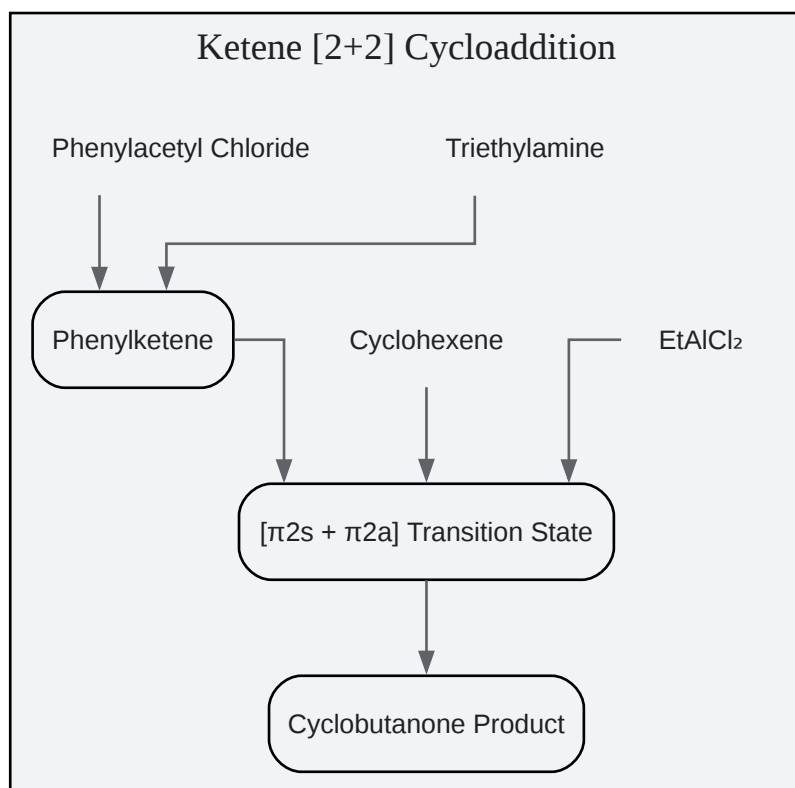 Ketene [2+2] Cycloaddition
Phenylacetyl Chloride
Triethylamine
Phenylketene
Cyclohexene
EtAlCl₂
[π2s + π2a] Transition State
Cyclobutanone Product